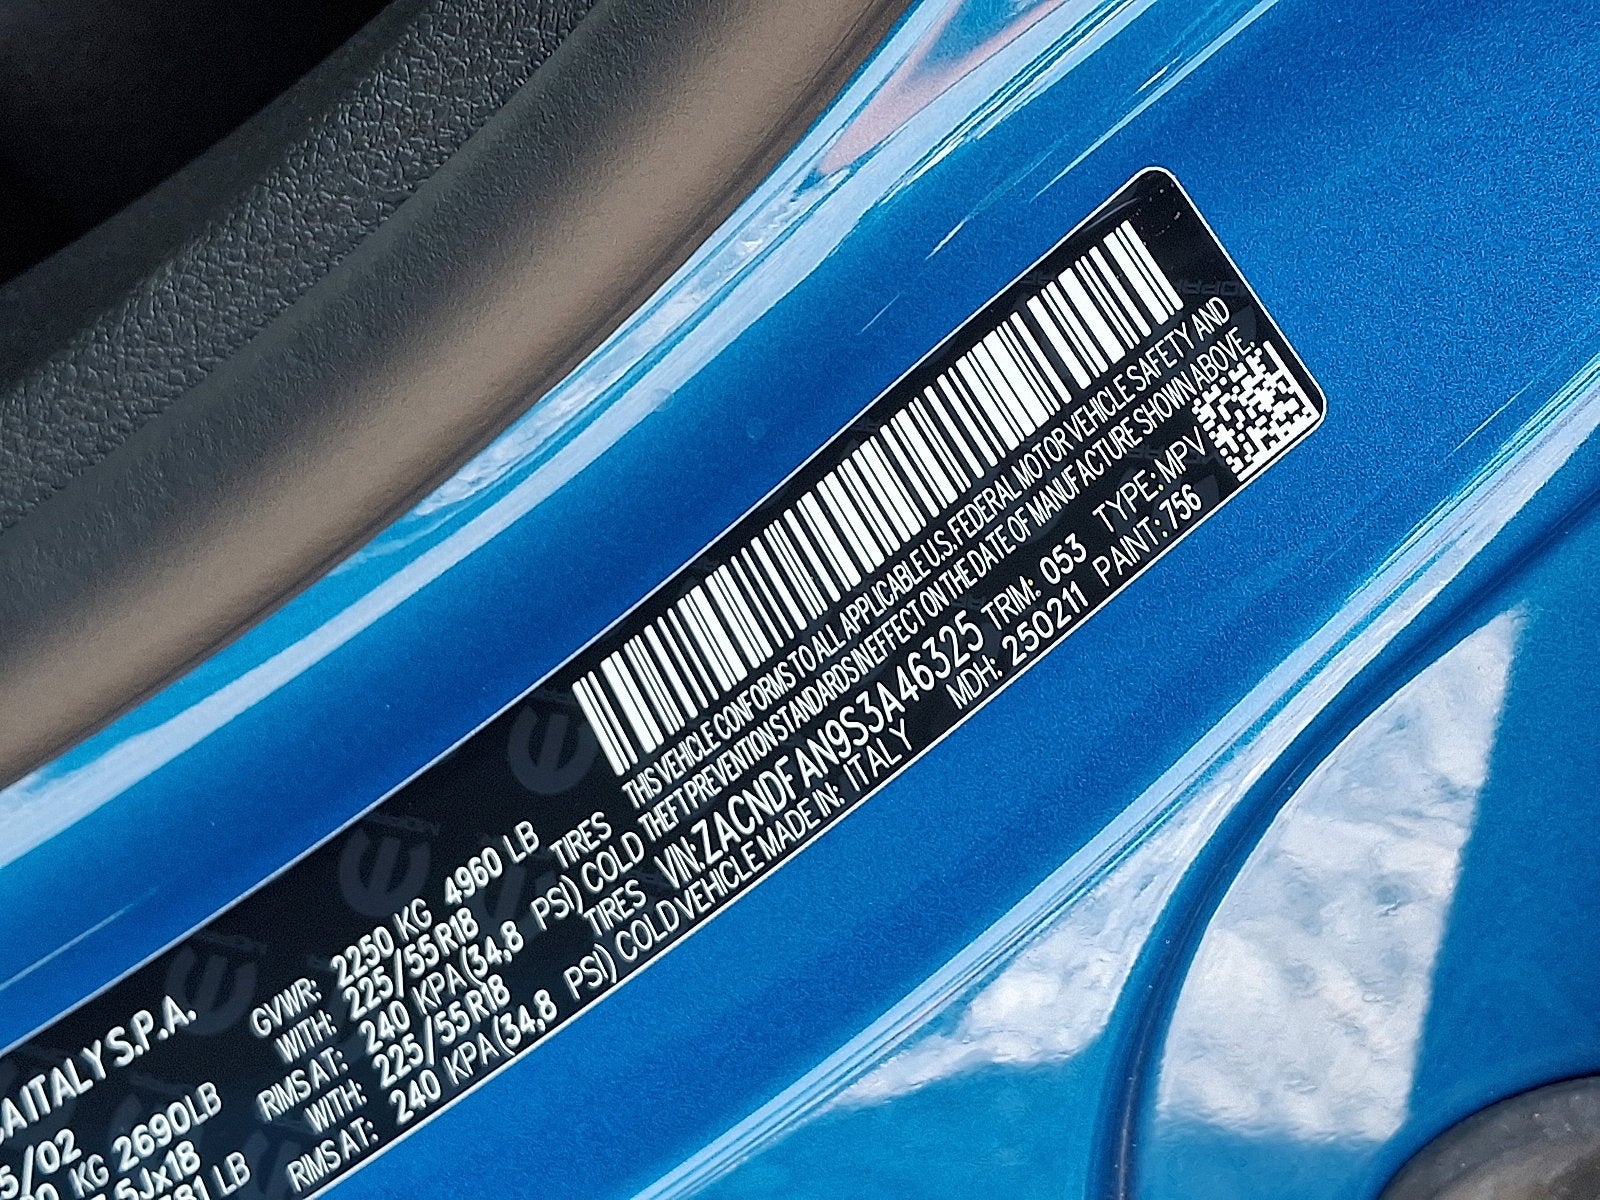 A ITALY S.P.A.
5/02
KG 2690LB
5Jx18
LB
GVWR: 2250 KG 4960 LB
WITH: 225/55R18 TIRES
RIMS AT: 240 KPA(34,8 PSI) COLD
WITH: 225/55R18 TIRES
RIMS AT: 240 KPA(34,8 PSI) COLD
THIS VEHICLE CONFORMS TO ALL APPLICABLE U.S. FEDERAL MOTOR VEHICLE SAFETY AND
THEFT PREVENTION STANDARDS IN EFFECT ON THE DATE OF MANUFACTURE SHOWN ABOVE.
VIN: ZACNDFAN9S3A46325 TRIM: 053 TYPE: MPV
VEHICLE MADE IN: ITALY MDH: 250211 PAINT: 756